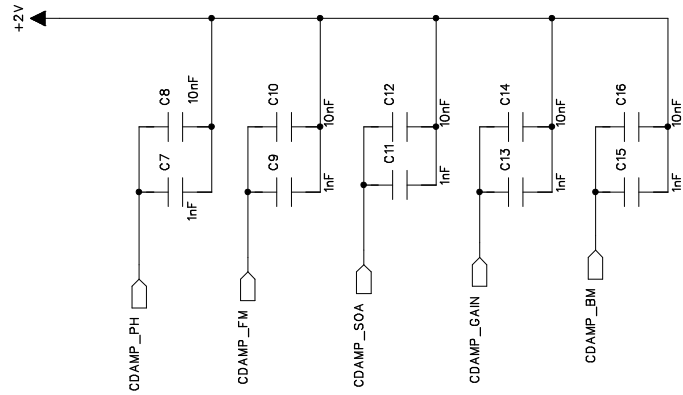 +2V
C8
10nF
C7
1nF
CDAMP_PH
C10
10nF
C9
1nF
CDAMP_FM
C12
10nF
C11
1nF
CDAMP_SOA
C14
10nF
C13
1nF
CDAMP_GAIN
C16
10nF
C15
1nF
CDAMP_BM